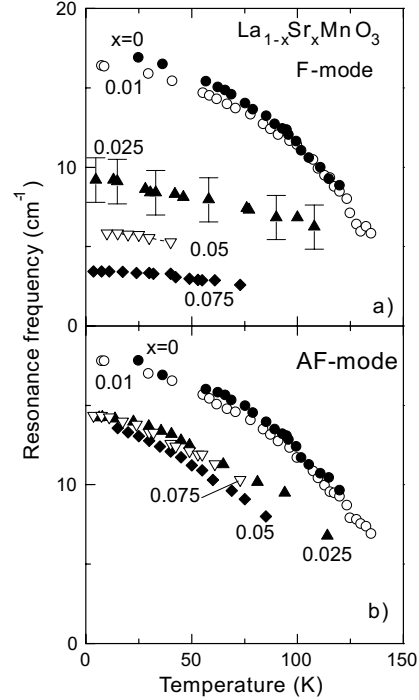 La₁₋ₓSrₓMnO₃
F-mode
x=0
0.01
0.025
0.05
0.075
a)
20
10
0
AF-mode
x=0
0.01
0.075
0.05
0.025
b)
10
0
0 50 100 150
Resonance frequency (cm⁻¹)
Temperature (K)